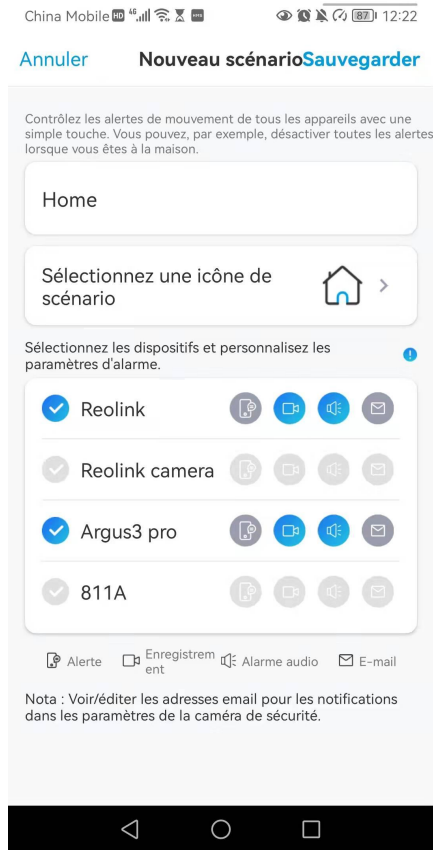 China Mobile HD 4G 87 12:22
Annuler Nouveau scénario Sauvegarder
Contrôlez les alertes de mouvement de tous les appareils avec une
simple touche. Vous pouvez, par exemple, désactiver toutes les alertes
lorsque vous êtes à la maison.
Home
Sélectionnez une icône de
scénario
Sélectionnez les dispositifs et personnalisez les
paramètres d'alarme.
Reolink
Reolink camera
Argus3 pro
811A
Alerte Enregistrem
ent Alarme audio E-mail
Nota : Voir/éditer les adresses email pour les notifications
dans les paramètres de la caméra de sécurité.